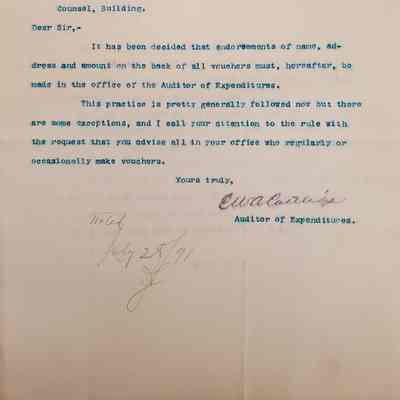 Counsel, Building.
Dear Sir,-
It has been decided that endorsements of name, ad-
dress and amount on the back of all vouchers must, hereafter, be
made in the office of the Auditor of Expenditures.
This practice is pretty generally followed now but there
are some exceptions, and I call your attention to the rule with
the request that you advise all in your office who regularly or
occasionally make vouchers.
Yours truly,
Auditor of Expenditures.
Noted
July 25/91